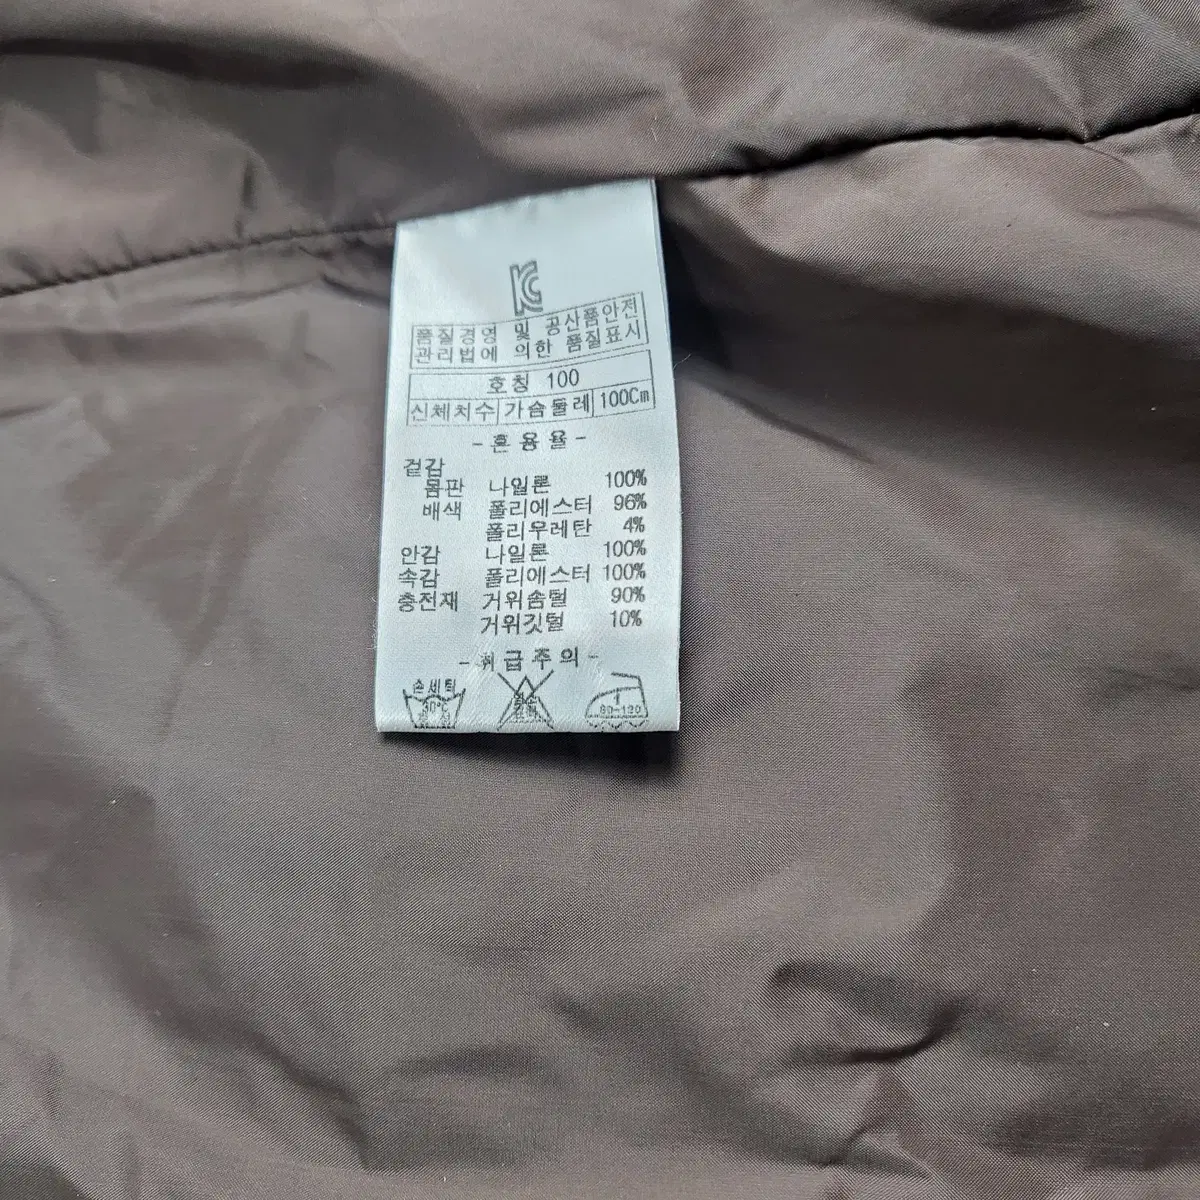 KC
품질경영 및 공산품안전
관리법에 의한 품질표시
호칭 100
신체치수 가슴둘레 100Cm
-혼용율-
겉감
몸판 나일론 100%
배색 폴리에스터 96%
폴리우레탄 4%
안감 나일론 100%
속감 폴리에스터 100%
충전재 거위솜털 90%
거위깃털 10%
-취급주의-
손세탁
30°C
80-120